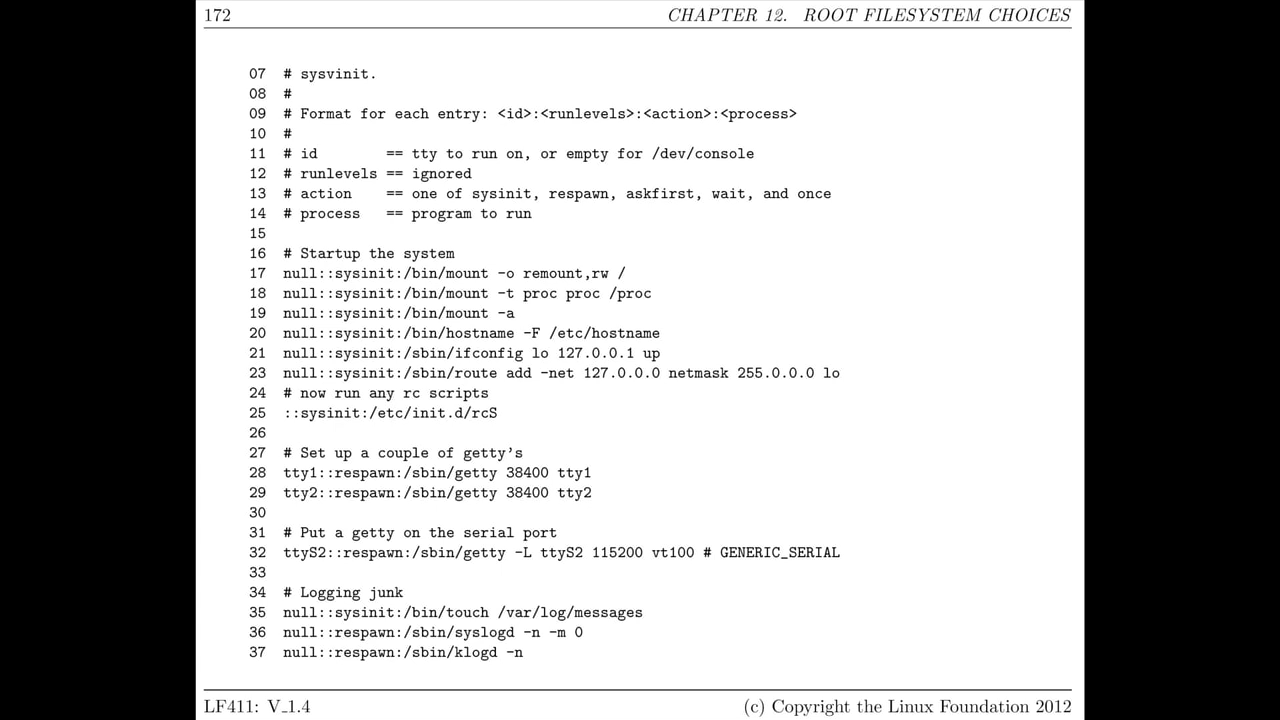 172 CHAPTER 12. ROOT FILESYSTEM CHOICES
07 # sysvinit.
08 #
09 # Format for each entry: <id>:<runlevels>:<action>:<process>
10 #
11 # id == tty to run on, or empty for /dev/console
12 # runlevels == ignored
13 # action == one of sysinit, respawn, askfirst, wait, and once
14 # process == program to run
15
16 # Startup the system
17 null::sysinit:/bin/mount -o remount,rw /
18 null::sysinit:/bin/mount -t proc proc /proc
19 null::sysinit:/bin/mount -a
20 null::sysinit:/bin/hostname -F /etc/hostname
21 null::sysinit:/sbin/ifconfig lo 127.0.0.1 up
23 null::sysinit:/sbin/route add -net 127.0.0.0 netmask 255.0.0.0 lo
24 # now run any rc scripts
25 ::sysinit:/etc/init.d/rcS
26
27 # Set up a couple of getty's
28 tty1::respawn:/sbin/getty 38400 tty1
29 tty2::respawn:/sbin/getty 38400 tty2
30
31 # Put a getty on the serial port
32 ttyS2::respawn:/sbin/getty -L ttyS2 115200 vt100 # GENERIC_SERIAL
33
34 # Logging junk
35 null::sysinit:/bin/touch /var/log/messages
36 null::respawn:/sbin/syslogd -n -m 0
37 null::respawn:/sbin/klogd -n
LF411: V_1.4 (c) Copyright the Linux Foundation 2012